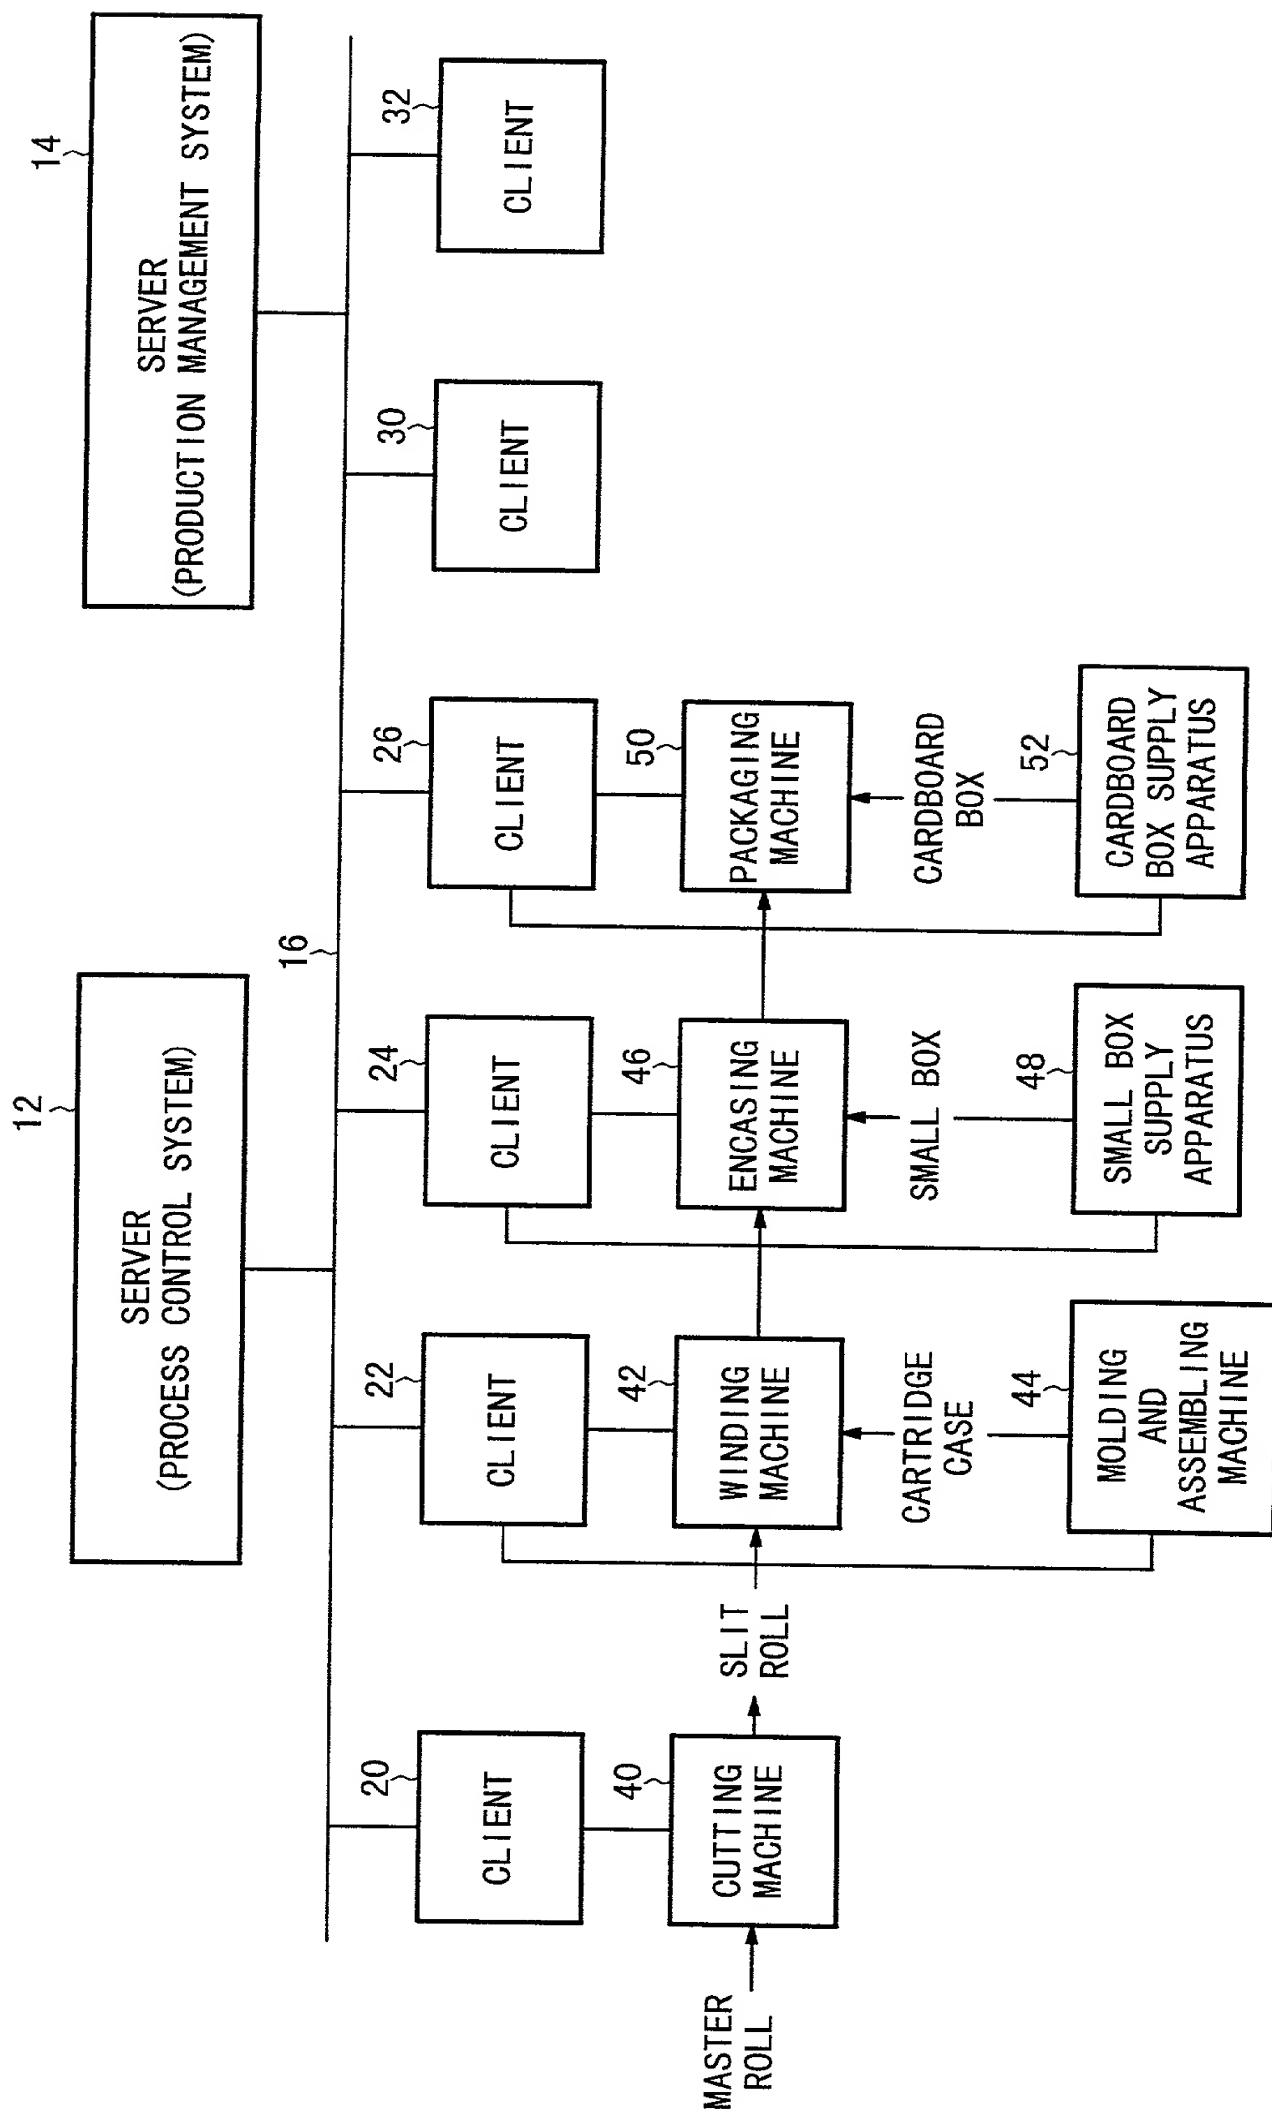 12
SERVER
(PROCESS CONTROL SYSTEM)
14
SERVER
(PRODUCTION MANAGEMENT SYSTEM)
16
20
CLIENT
22
CLIENT
24
CLIENT
26
CLIENT
30
CLIENT
32
CLIENT
MASTER
ROLL
40
CUTTING
MACHINE
SLIT
ROLL
42
WINDING
MACHINE
46
ENCASING
MACHINE
50
PACKAGING
MACHINE
CARTRIDGE
CASE
SMALL BOX
CARDBOARD
BOX
44
MOLDING
AND
ASSEMBLING
MACHINE
48
SMALL BOX
SUPPLY
APPARATUS
52
CARDBOARD
BOX SUPPLY
APPARATUS